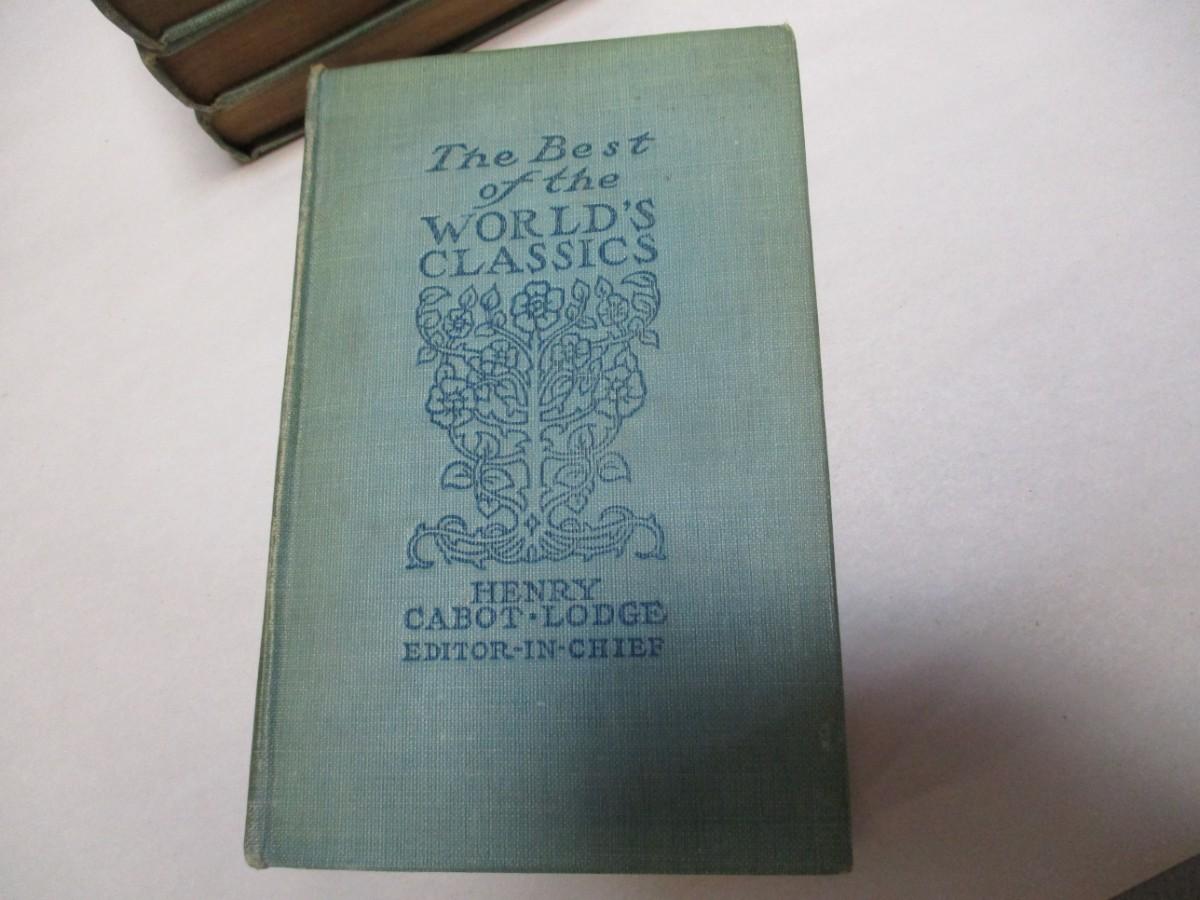 The Best
of the
WORLD'S
CLASSICS
HENRY
CABOT·LODGE
EDITOR-IN-CHIEF